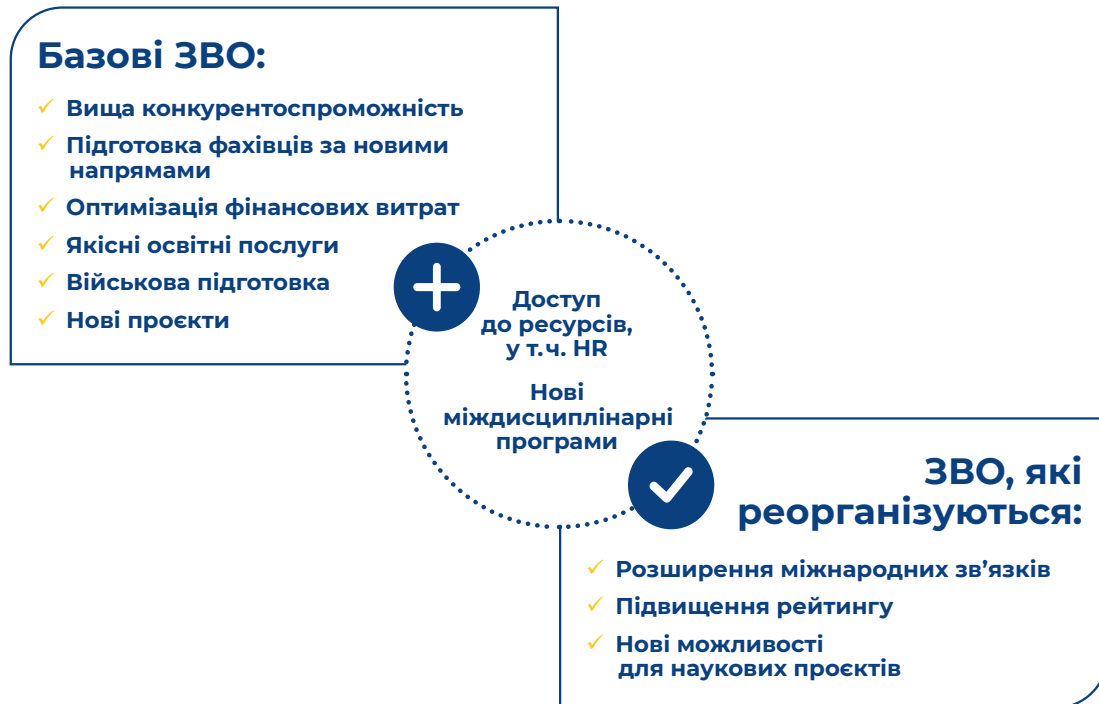 Базові ЗВО:
Вища конкурентоспроможність
Підготовка фахівців за новими
напрямами
Оптимізація фінансових витрат
Якісні освітні послуги
Військова підготовка
Нові проєкти
Доступ
до ресурсів,
у т.ч. HR
Нові
міждисциплінарні
програми
ЗВО, які
реорганізуються:
Розширення міжнародних зв’язків
Підвищення рейтингу
Нові можливості
для наукових проєктів